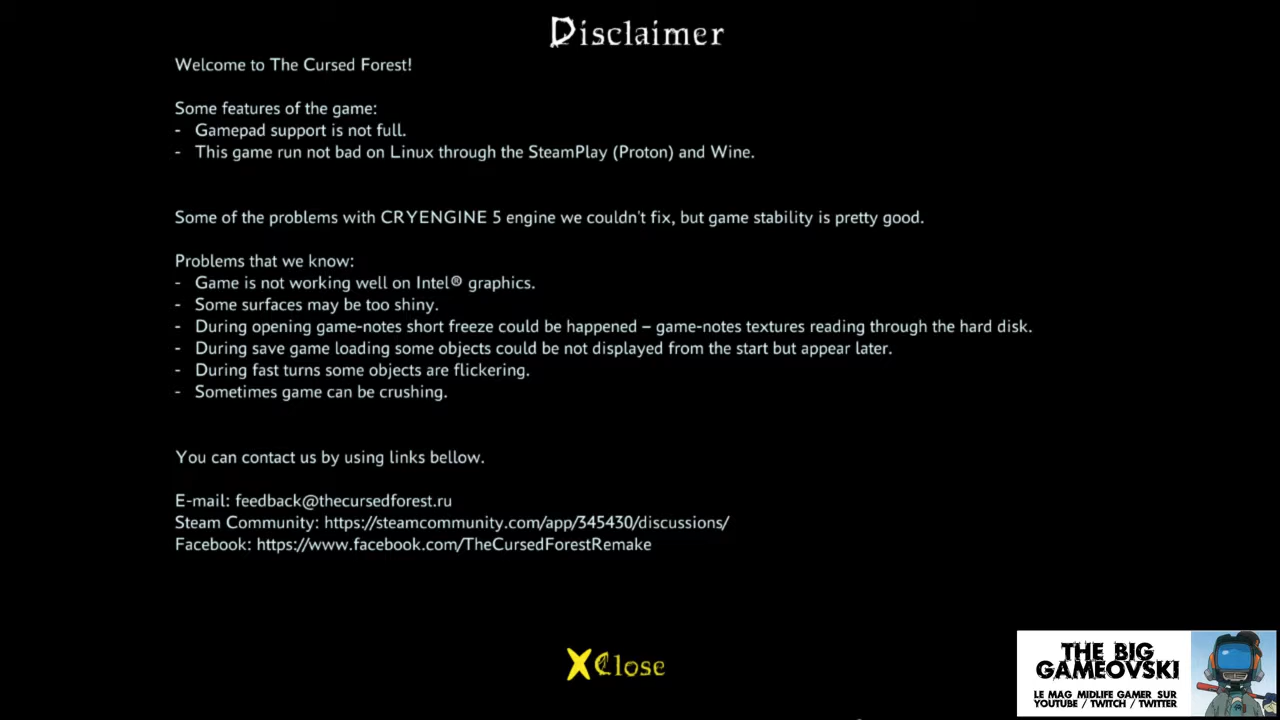 Disclaimer
Welcome to The Cursed Forest!
Some features of the game:
- Gamepad support is not full.
- This game run not bad on Linux through the SteamPlay (Proton) and Wine.
Some of the problems with CRYENGINE 5 engine we couldn't fix, but game stability is pretty good.
Problems that we know:
- Game is not working well on Intel® graphics.
- Some surfaces may be too shiny.
- During opening game-notes short freeze could be happened – game-notes textures reading through the hard disk.
- During save game loading some objects could be not displayed from the start but appear later.
- During fast turns some objects are flickering.
- Sometimes game can be crushing.
You can contact us by using links bellow.
E-mail: feedback@thecursedforest.ru
Steam Community: https://steamcommunity.com/app/345430/discussions/
Facebook: https://www.facebook.com/TheCursedForestRemake
X Close
THE BIG
GAMEOVSKI
LE MAG MIDLIFE GAMER SUR
YOUTUBE / TWITCH / TWITTER